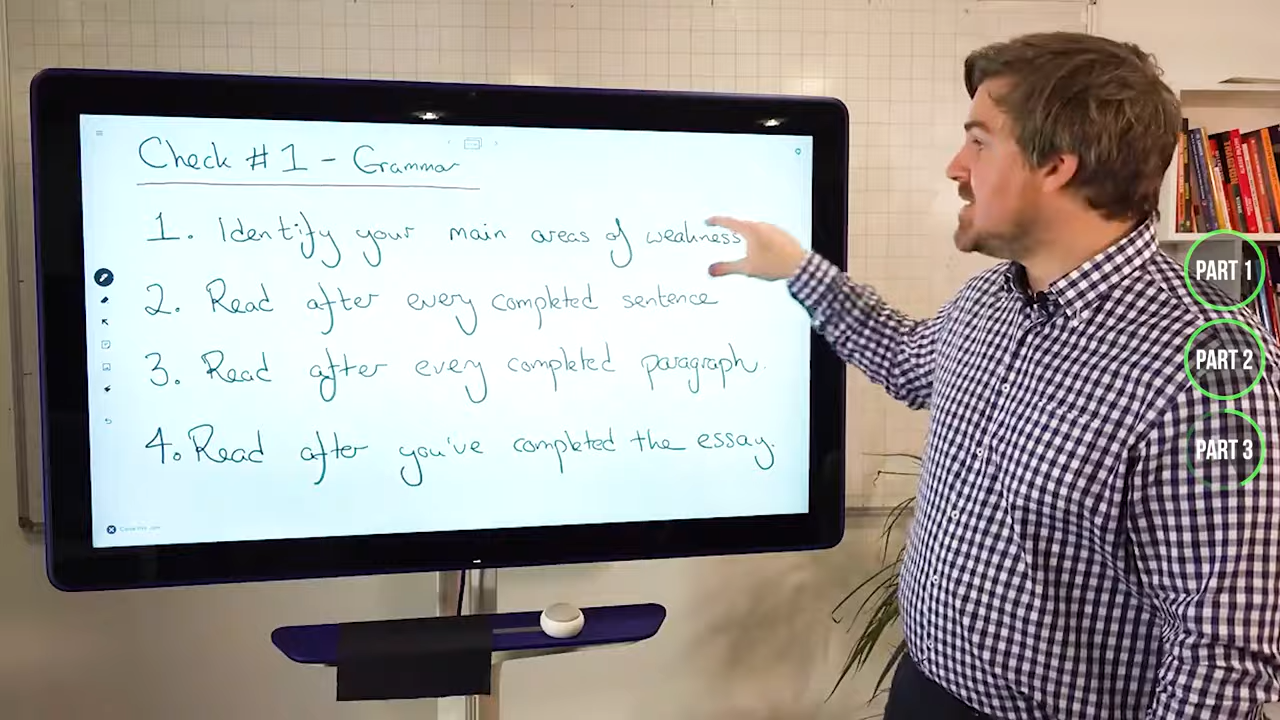 Check #1 - Grammar
1. Identify your main areas of weakness
2. Read after every completed sentence
3. Read after every completed paragraph.
4. Read after you've completed the essay.
PART 1
PART 2
PART 3